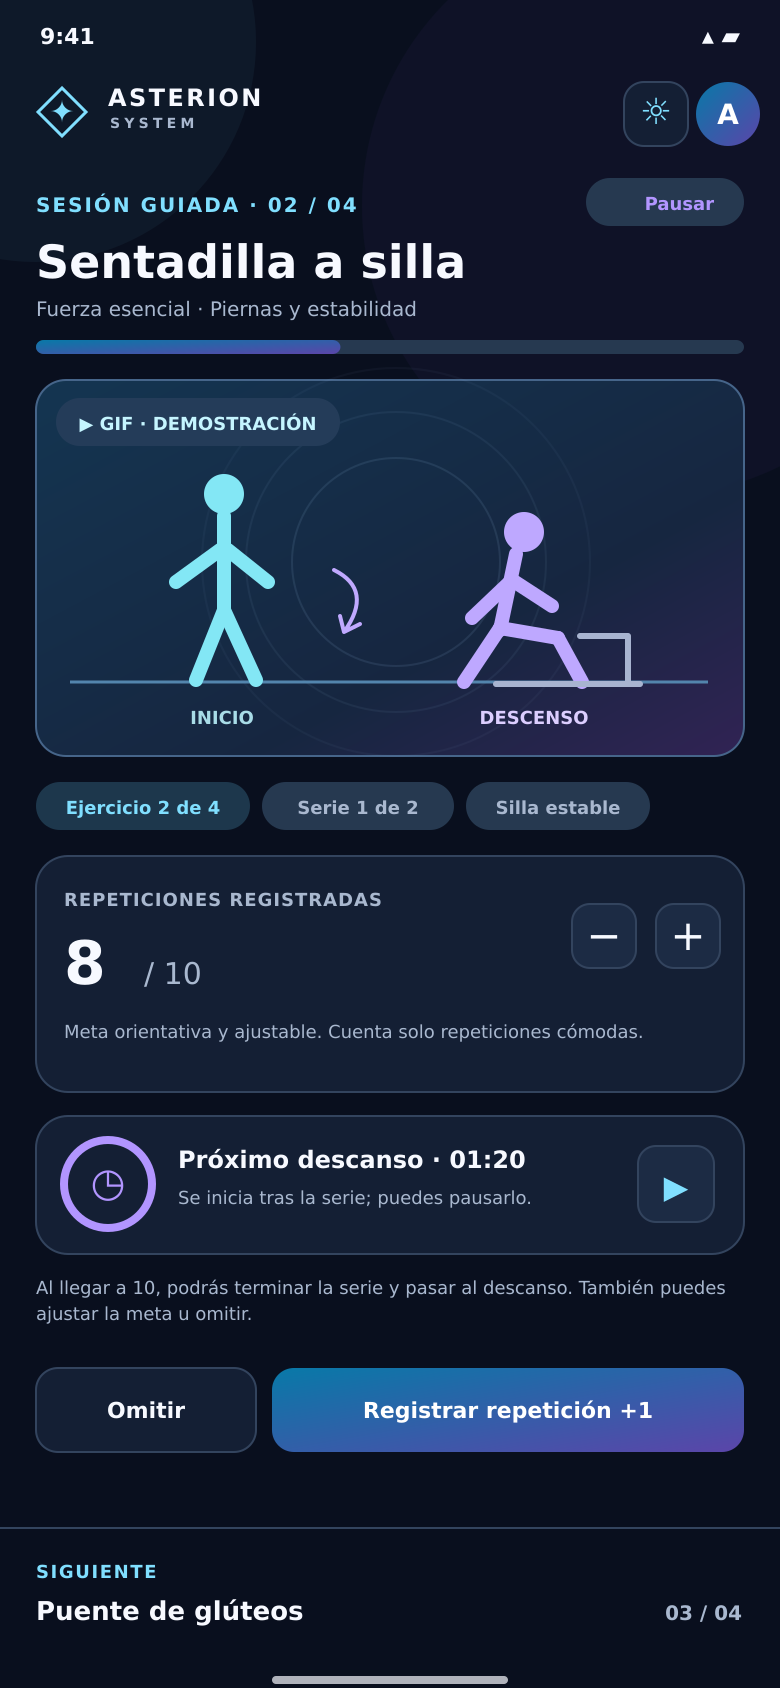 9:41
ASTERION
SYSTEM
A
SESIÓN GUIADA · 02 / 04
Pausar
Sentadilla a silla
Fuerza esencial · Piernas y estabilidad
▶ GIF · DEMOSTRACIÓN
INICIO
DESCENSO
Ejercicio 2 de 4
Serie 1 de 2
Silla estable
REPETICIONES REGISTRADAS
8 / 10
− +
Meta orientativa y ajustable. Cuenta solo repeticiones cómodas.
Próximo descanso · 01:20
Se inicia tras la serie; puedes pausarlo.
Al llegar a 10, podrás terminar la serie y pasar al descanso. También puedes
ajustar la meta u omitir.
Omitir
Registrar repetición +1
SIGUIENTE
Puente de glúteos
03 / 04